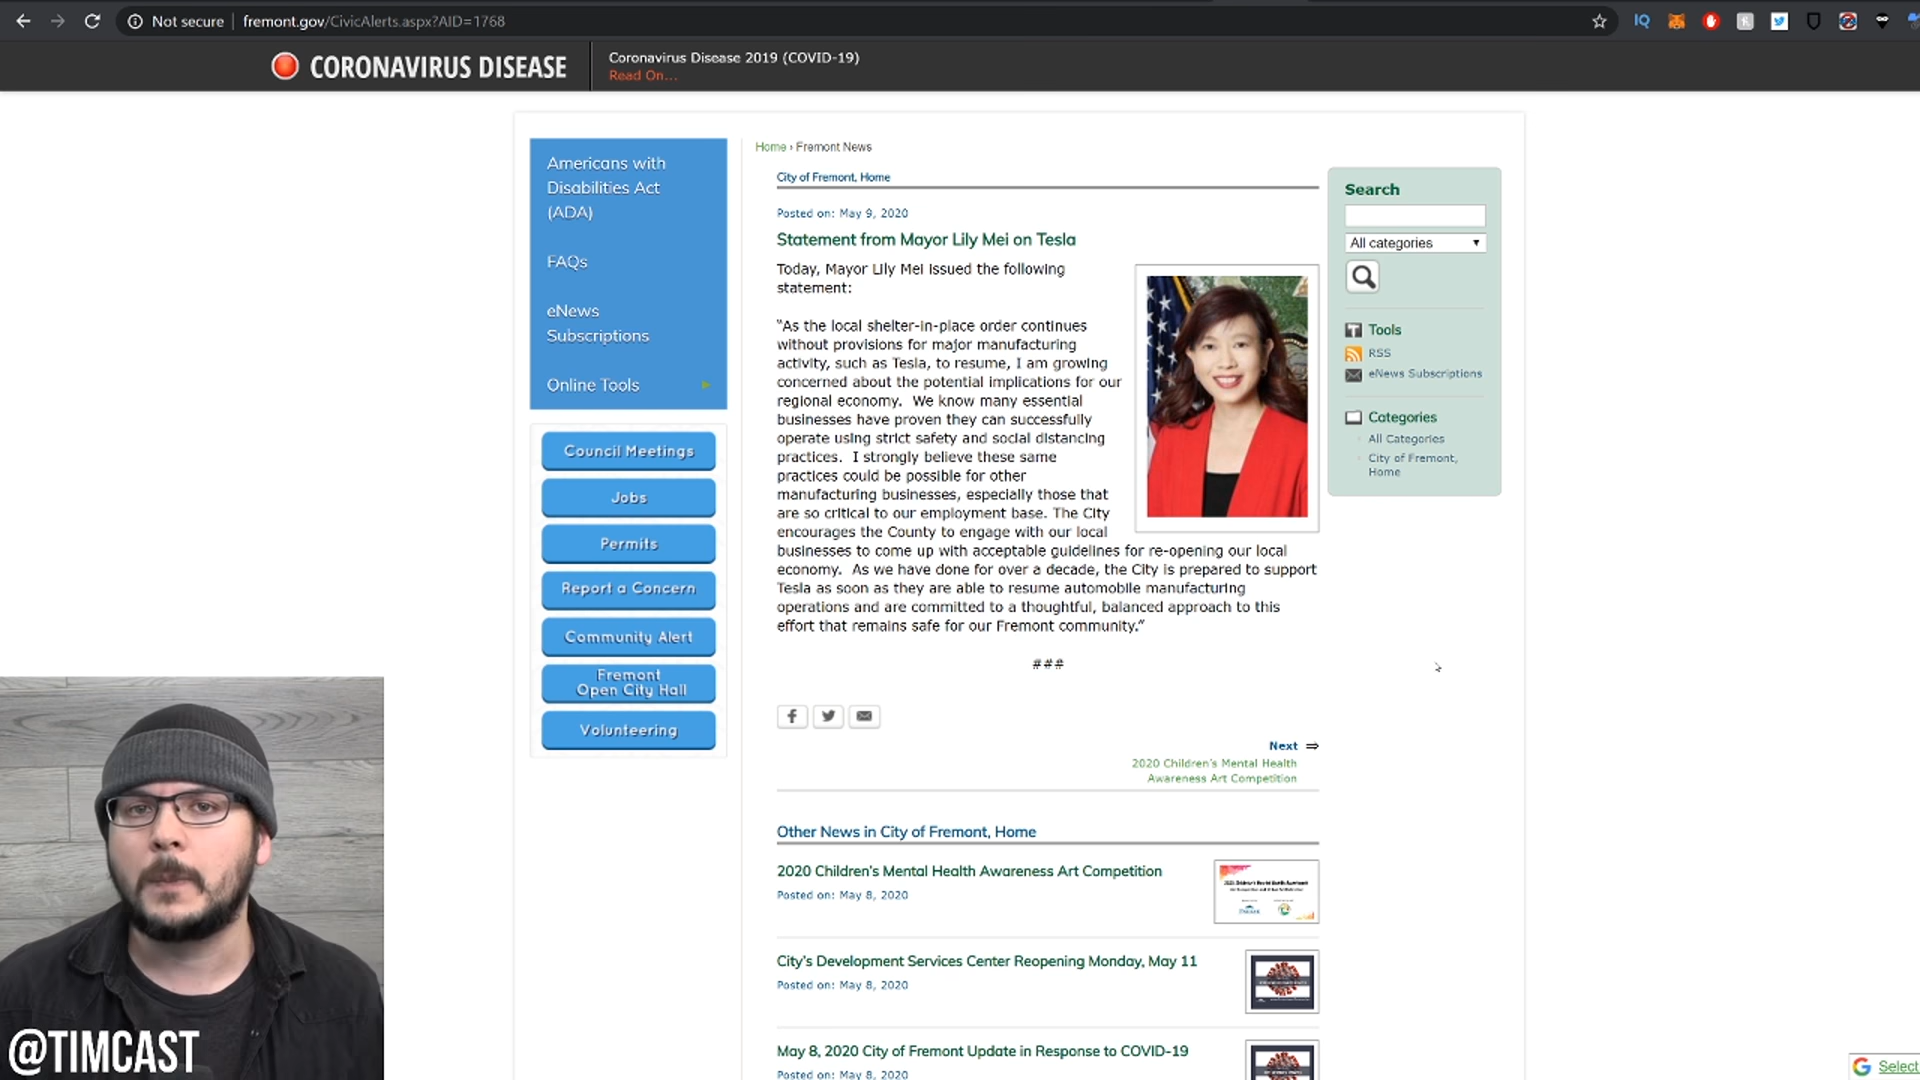 Not secure
fremont.gov/CivicAlerts.aspx?AID=1768
CORONAVIRUS DISEASE
Coronavirus Disease 2019 (COVID-19)
Read On...
Americans with
Disabilities Act
(ADA)
FAQs
eNews
Subscriptions
Online Tools
Council Meetings
Jobs
Permits
Report a Concern
Community Alert
Fremont
Open City Hall
Volunteering
Home › Fremont News
City of Fremont, Home
Posted on: May 9, 2020
Statement from Mayor Lily Mei on Tesla
Today, Mayor Lily Mei issued the following
statement:
"As the local shelter-in-place order continues
without provisions for major manufacturing
activity, such as Tesla, to resume, I am growing
concerned about the potential implications for our
regional economy.  We know many essential
businesses have proven they can successfully
operate using strict safety and social distancing
practices.  I strongly believe these same
practices could be possible for other
manufacturing businesses, especially those that
are so critical to our employment base. The City
encourages the County to engage with our local
businesses to come up with acceptable guidelines for re-opening our local
economy.  As we have done for over a decade, the City is prepared to support
Tesla as soon as they are able to resume automobile manufacturing
operations and are committed to a thoughtful, balanced approach to this
effort that remains safe for our Fremont community."
###
Next ⇒
2020 Children's Mental Health
Awareness Art Competition
Other News in City of Fremont, Home
2020 Children's Mental Health Awareness Art Competition
Posted on: May 8, 2020
City's Development Services Center Reopening Monday, May 11
Posted on: May 8, 2020
May 8, 2020 City of Fremont Update in Response to COVID-19
Posted on: May 8, 2020
Search
All categories
Tools
RSS
eNews Subscriptions
Categories
All Categories
City of Fremont,
Home
@TIMCAST
Select